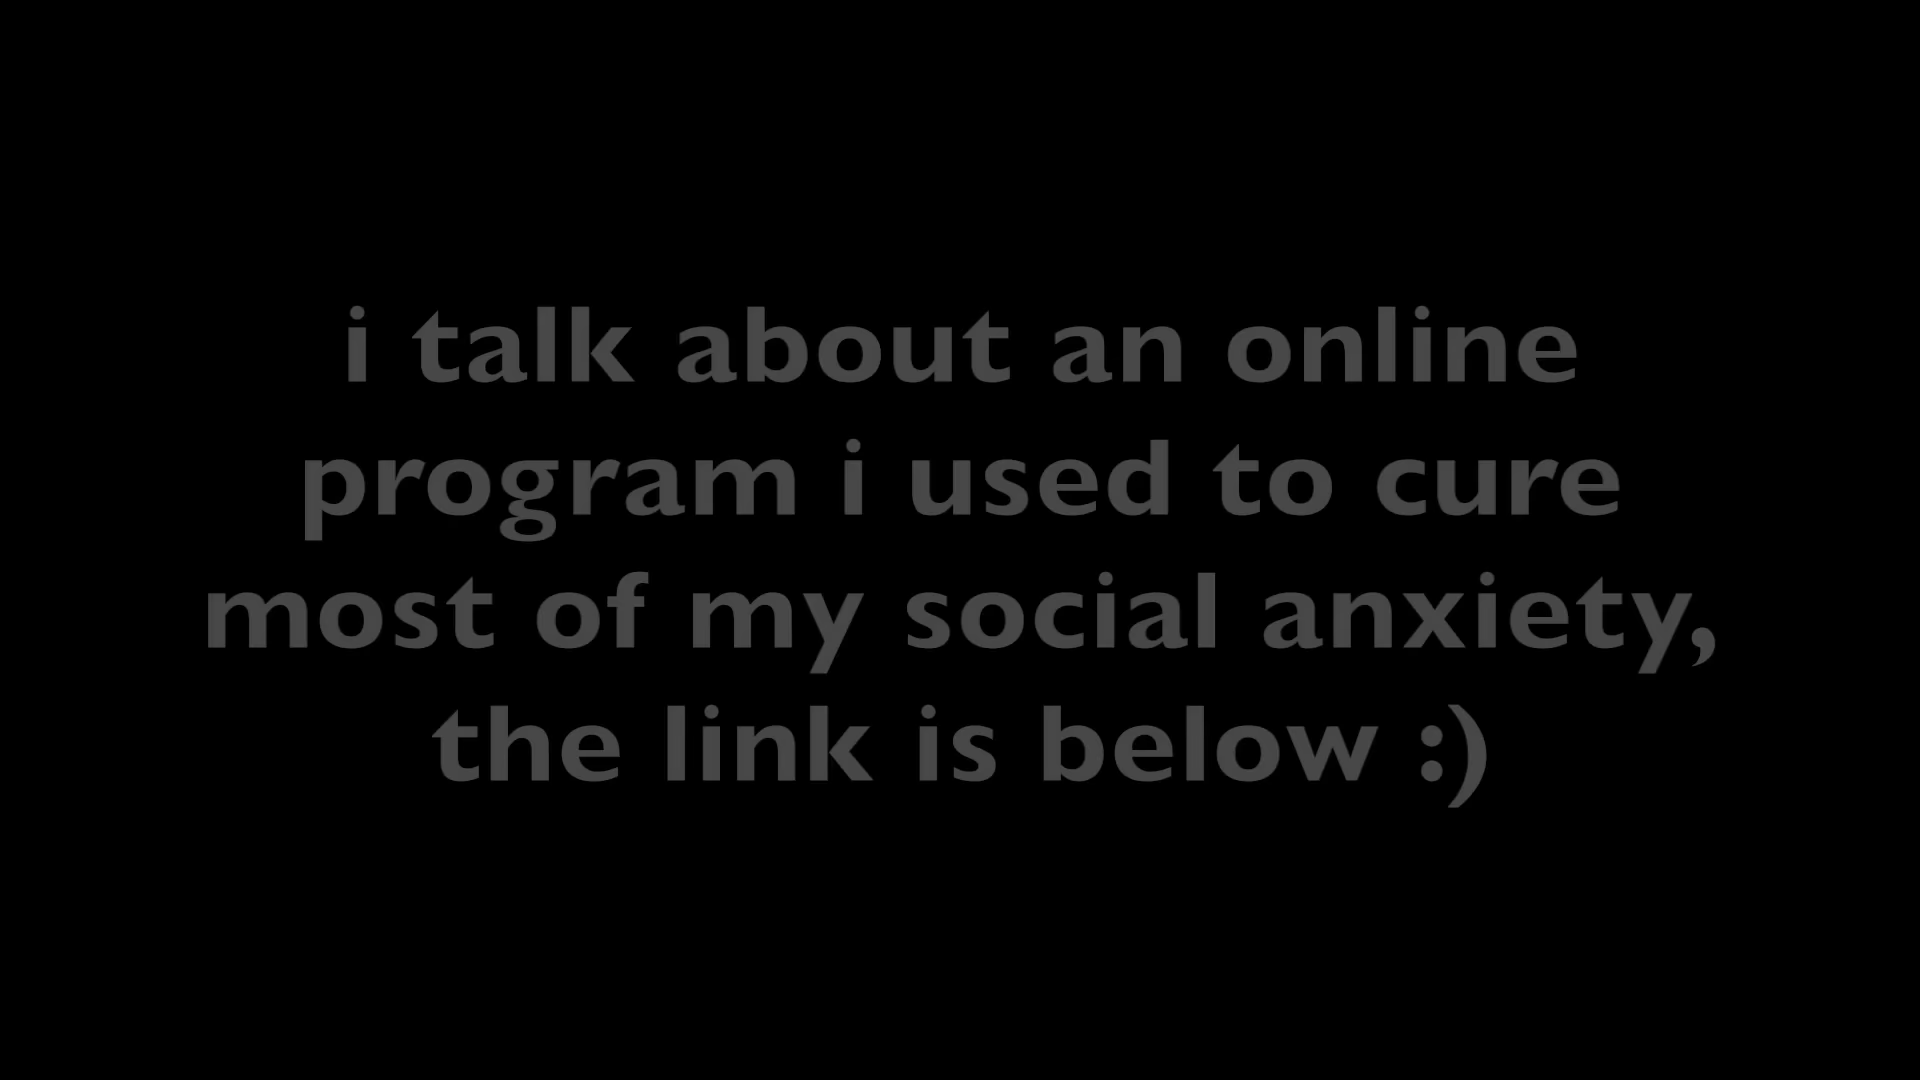 i talk about an online
program i used to cure
most of my social anxiety,
the link is below :)